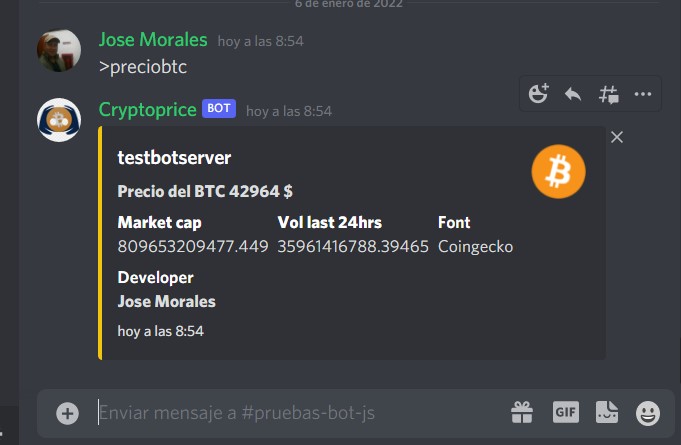 6 de enero de 2022
Jose Morales hoy a las 8:54
>preciobtc
Cryptoprice BOT hoy a las 8:54
testbotserver
Precio del BTC 42964 $
Market cap Vol last 24hrs Font
809653209477.449 35961416788.39465 Coingecko
Developer
Jose Morales
hoy a las 8:54
Enviar mensaje a #pruebas-bot-js
GIF